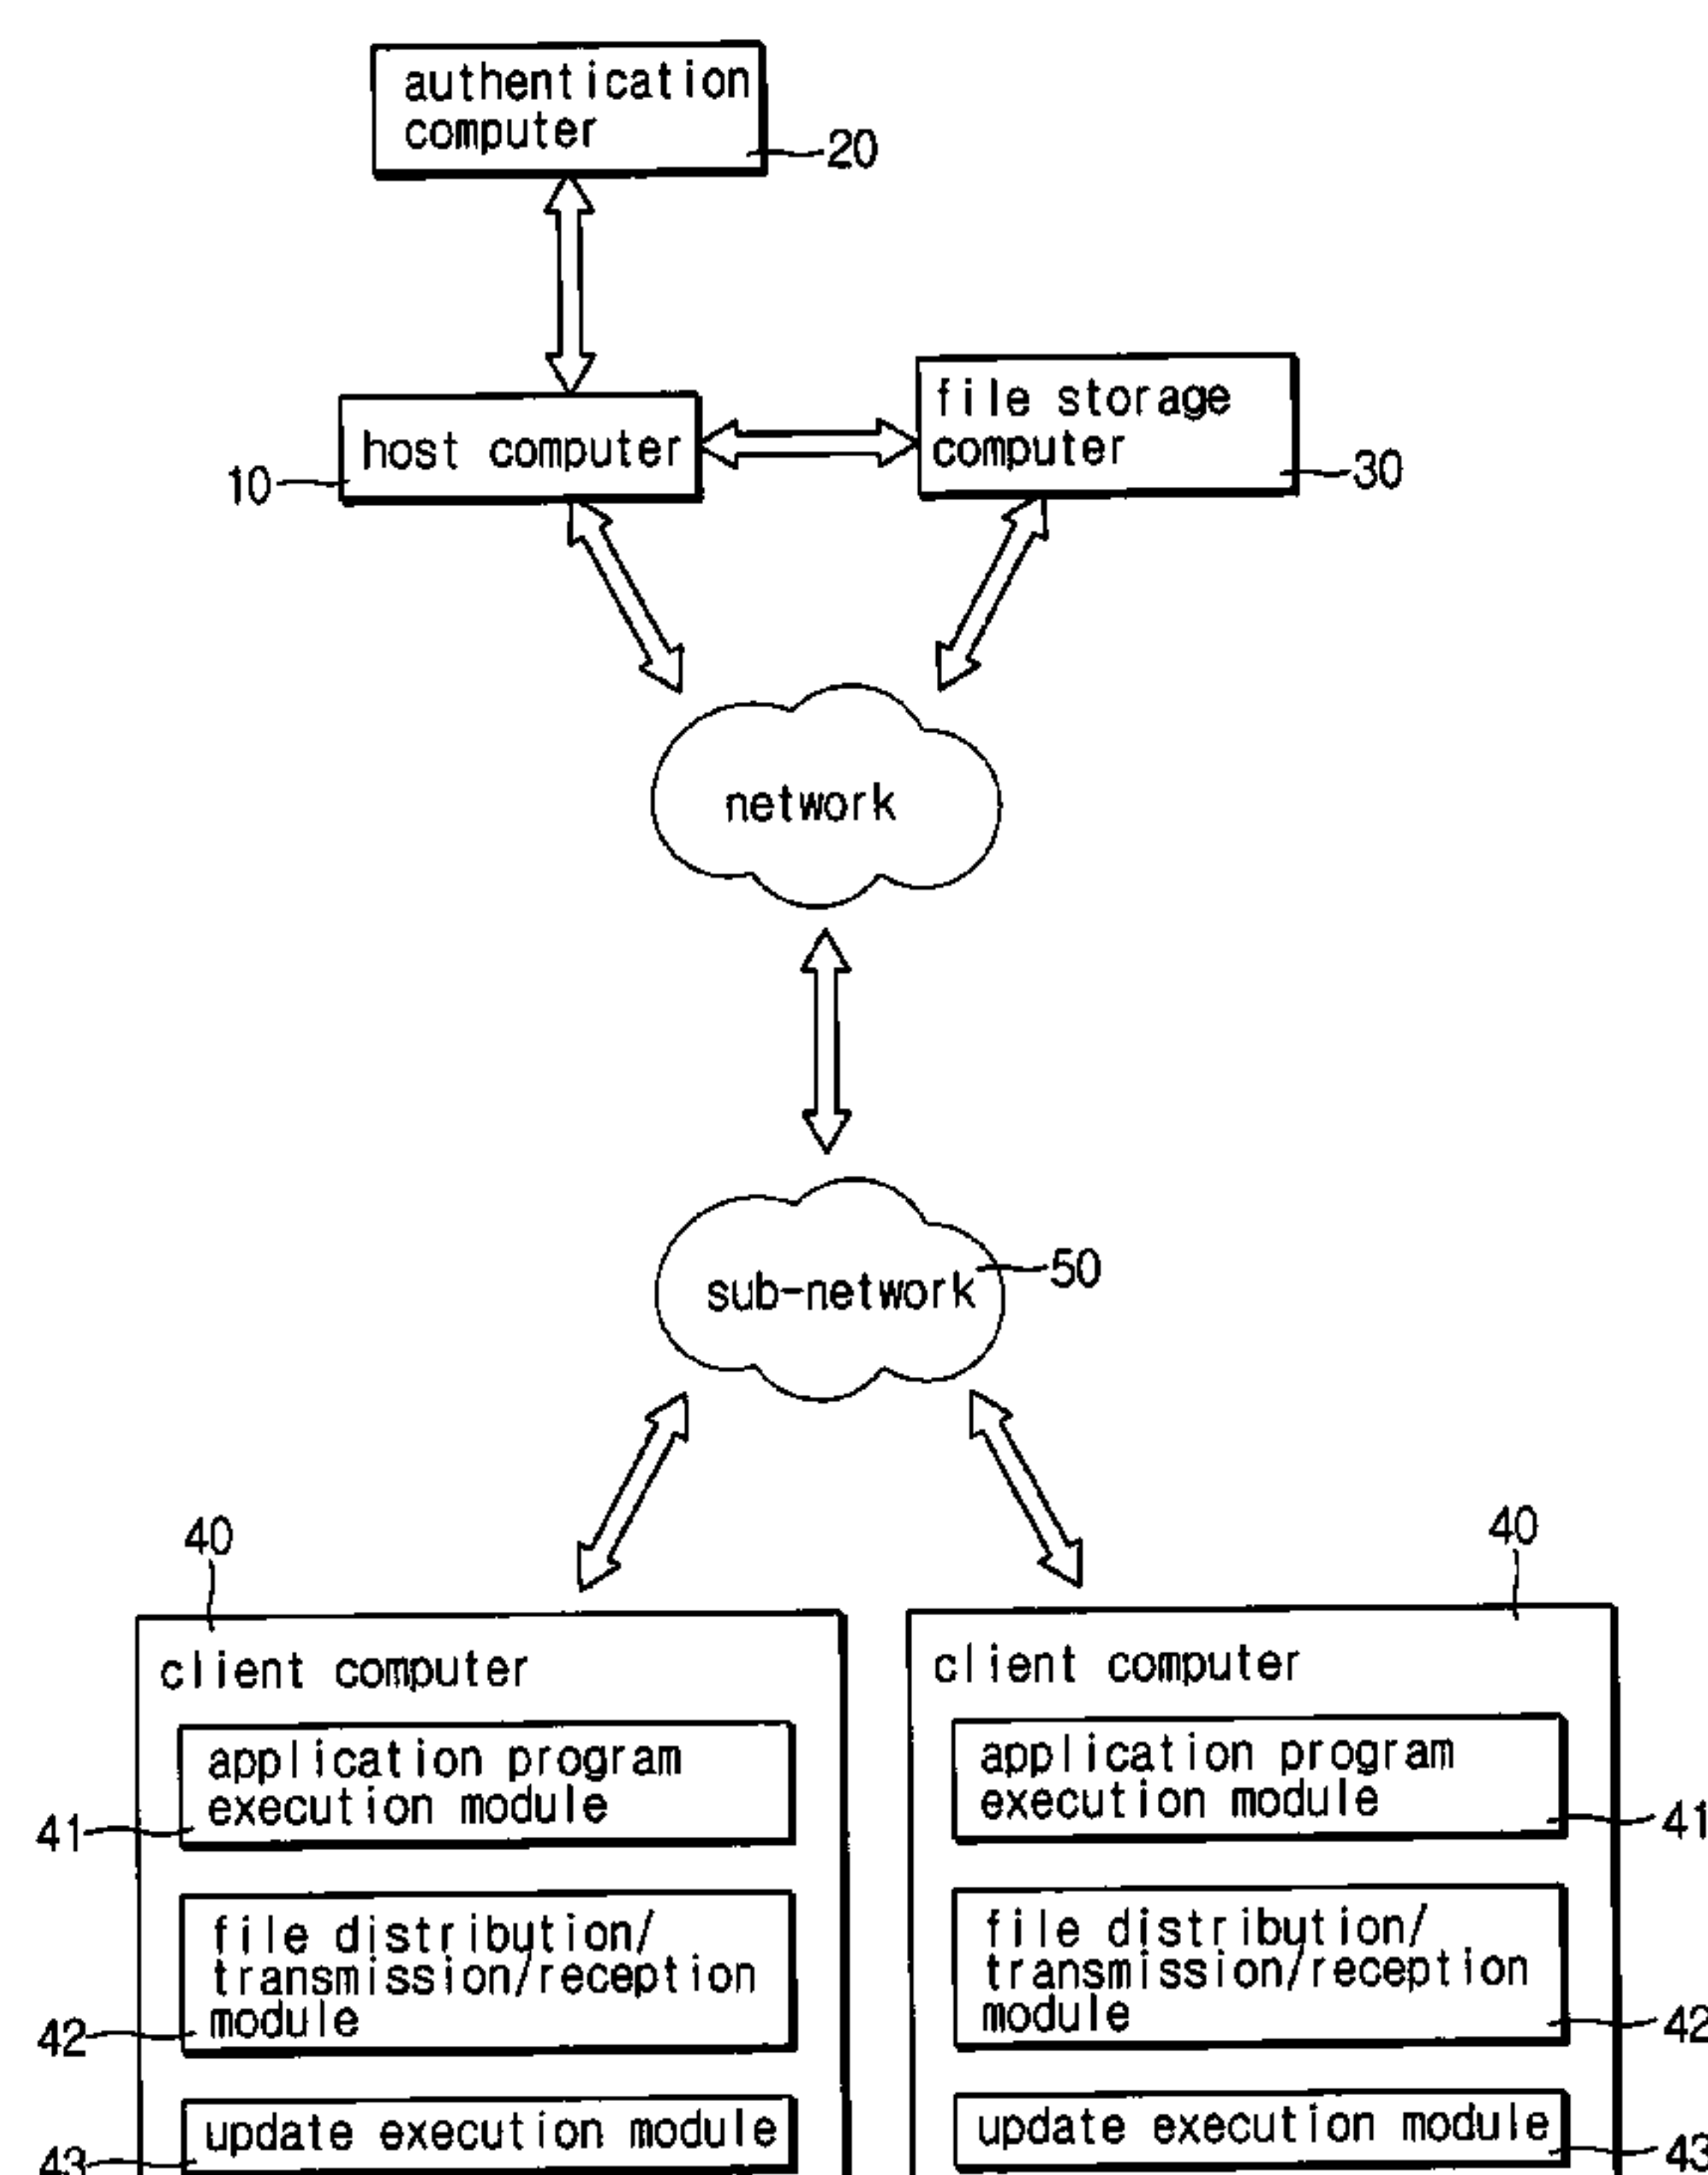 authentication
computer
20
host computer
10
file storage
computer
30
network
sub-network
50
40
client computer
application program
execution module
41
file distribution/
transmission/reception
module
42
update execution module
43
40
client computer
application program
execution module
41
file distribution/
transmission/reception
module
42
update execution module
43